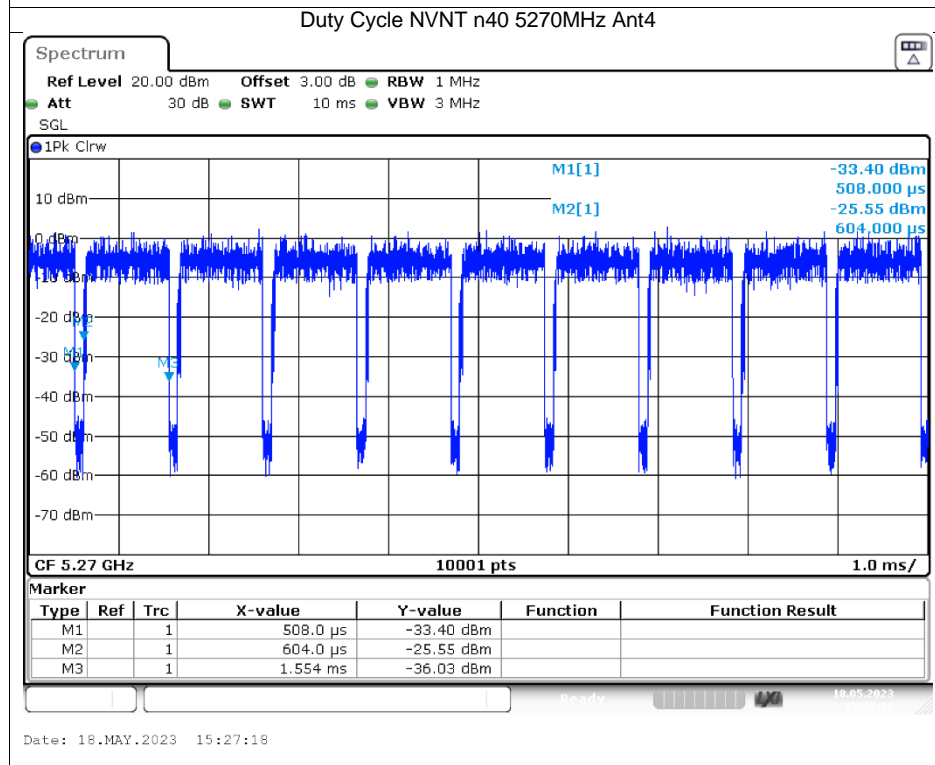 Duty Cycle NVNT n40 5270MHz Ant4
Spectrum
Ref Level 20.00 dBm Offset 3.00 dB RBW 1 MHz
Att 30 dB SWT 10 ms VBW 3 MHz
SGL
1Pk Clrw
M1[1] -33.40 dBm
508.000 µs
10 dBm
M2[1] -25.55 dBm
604.000 µs
0 dBm
-10 dBm
-20 dBm
M2
-30 dBm
M1
M3
-40 dBm
-50 dBm
-60 dBm
-70 dBm
CF 5.27 GHz 10001 pts 1.0 ms/
Marker
Type Ref Trc X-value Y-value Function Function Result
M1 1 508.0 µs -33.40 dBm
M2 1 604.0 µs -25.55 dBm
M3 1 1.554 ms -36.03 dBm
Ready LXI 18.05.2023
Date: 18.MAY.2023 15:27:18